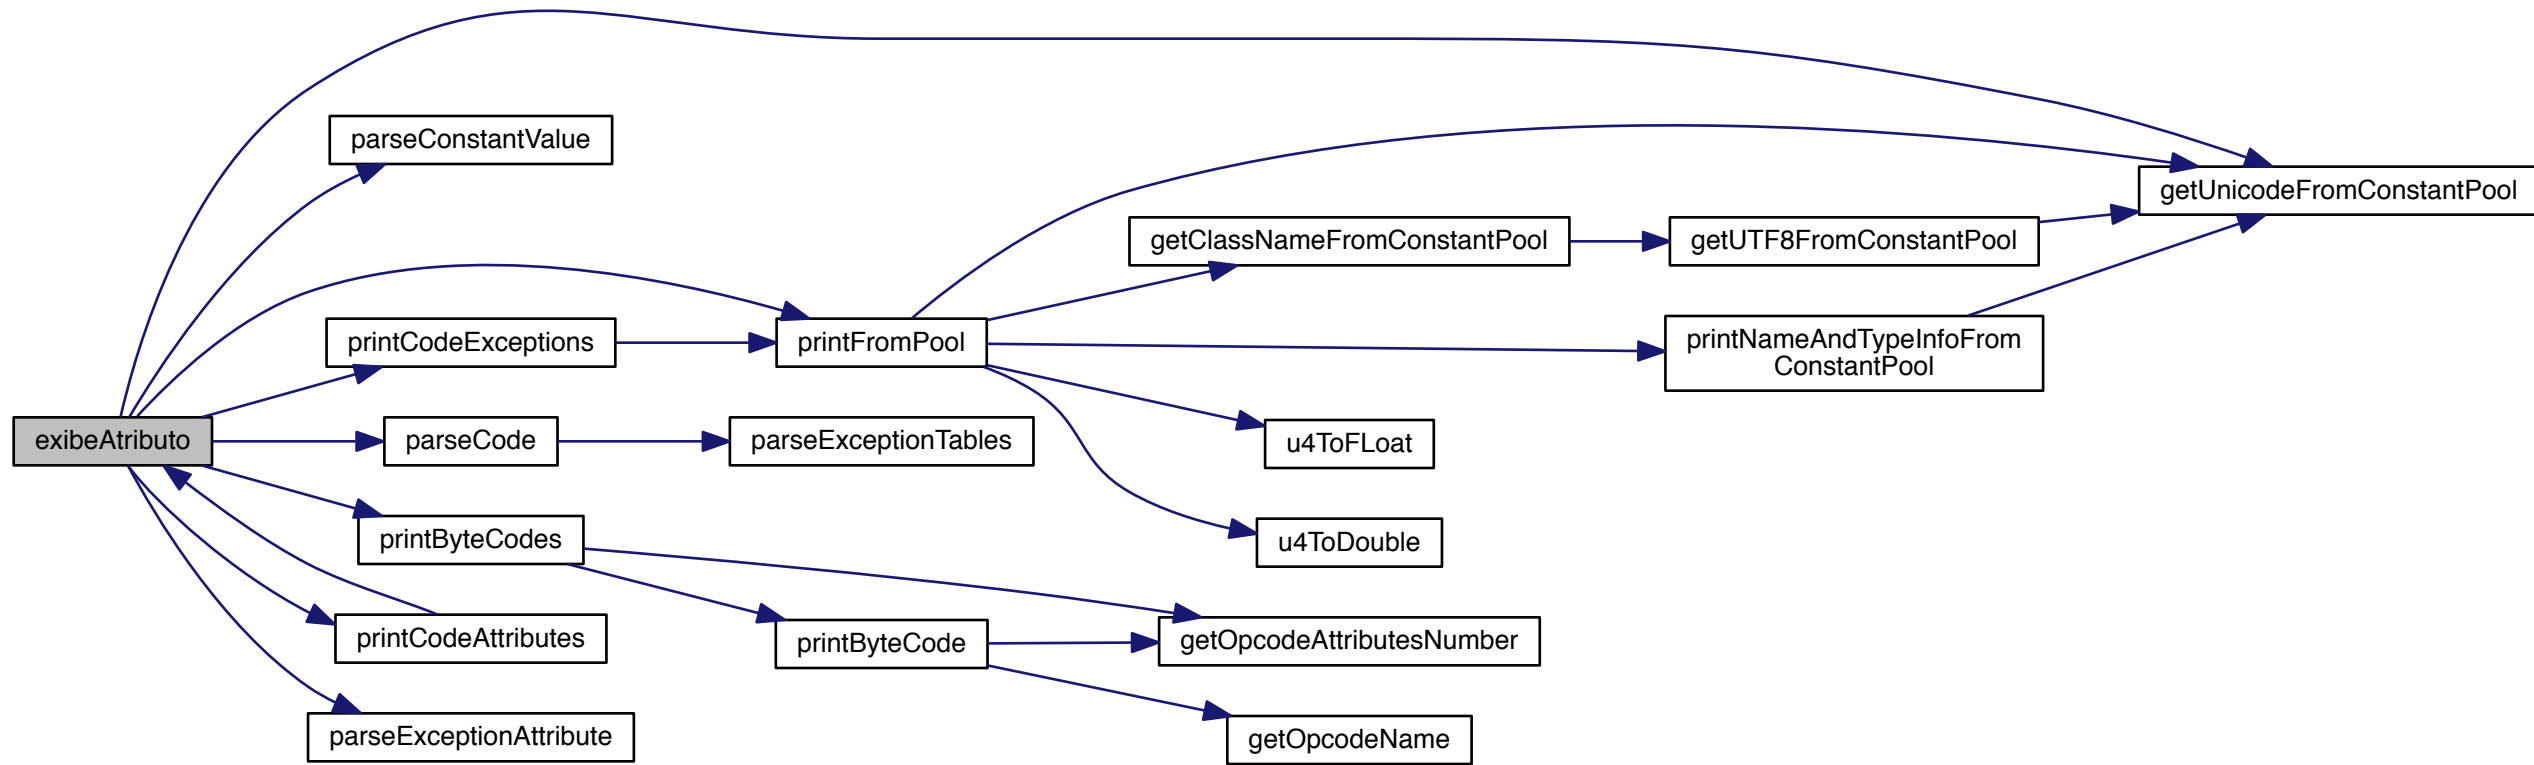 parseConstantValue
getUnicodeFromConstantPool
getClassNameFromConstantPool
getUTF8FromConstantPool
printCodeExceptions
printFromPool
printNameAndTypeInfoFrom
ConstantPool
exibeAtributo
parseCode
parseExceptionTables
u4ToFLoat
printByteCodes
u4ToDouble
printCodeAttributes
printByteCode
getOpcodeAttributesNumber
parseExceptionAttribute
getOpcodeName